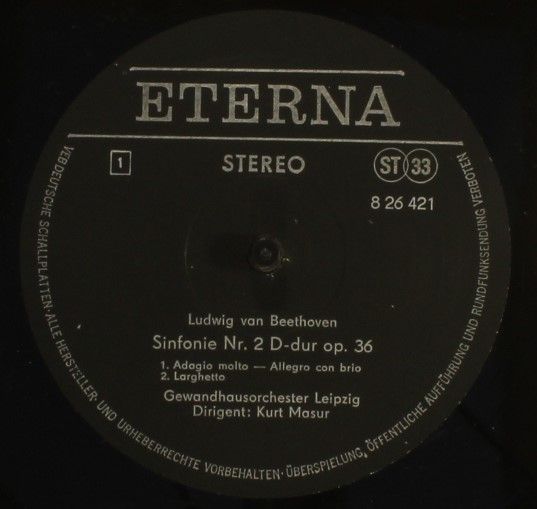 ETERNA
1 STEREO ST 33
8 26 421
Ludwig van Beethoven
Sinfonie Nr. 2 D-dur op. 36
1. Adagio molto — Allegro con brio
2. Larghetto
Gewandhausorchester Leipzig
Dirigent: Kurt Masur
VEB DEUTSCHE SCHALLPLATTEN · ALLE HERSTELLER- UND URHEBERRECHTE VORBEHALTEN · ÜBERSPIELUNG, ÖFFENTLICHE AUFFÜHRUNG UND RUNDFUNKSENDUNG VERBOTEN